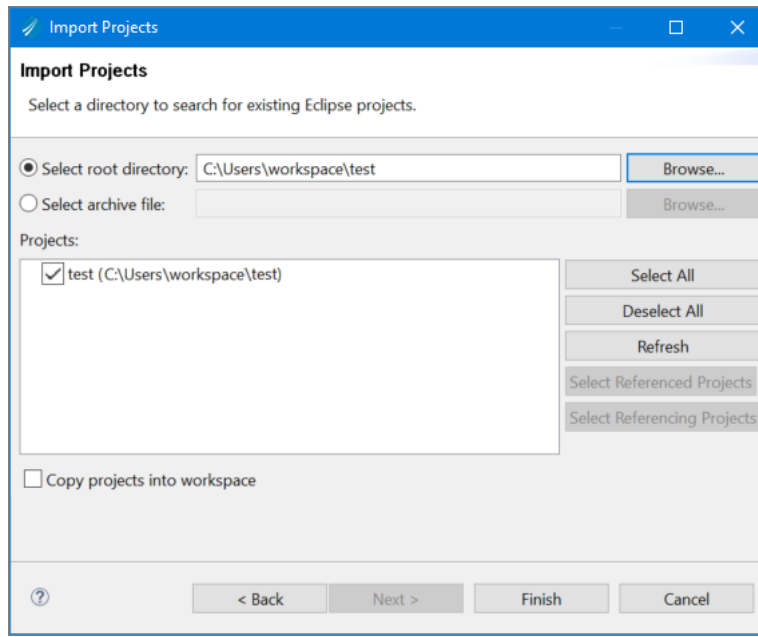 Import Projects
Import Projects
Select a directory to search for existing Eclipse projects.
Select root directory: C:\Users\workspace\test Browse...
Select archive file: Browse...
Projects:
test (C:\Users\workspace\test)
Select All
Deselect All
Refresh
Select Referenced Projects
Select Referencing Projects
Copy projects into workspace
? < Back Next > Finish Cancel